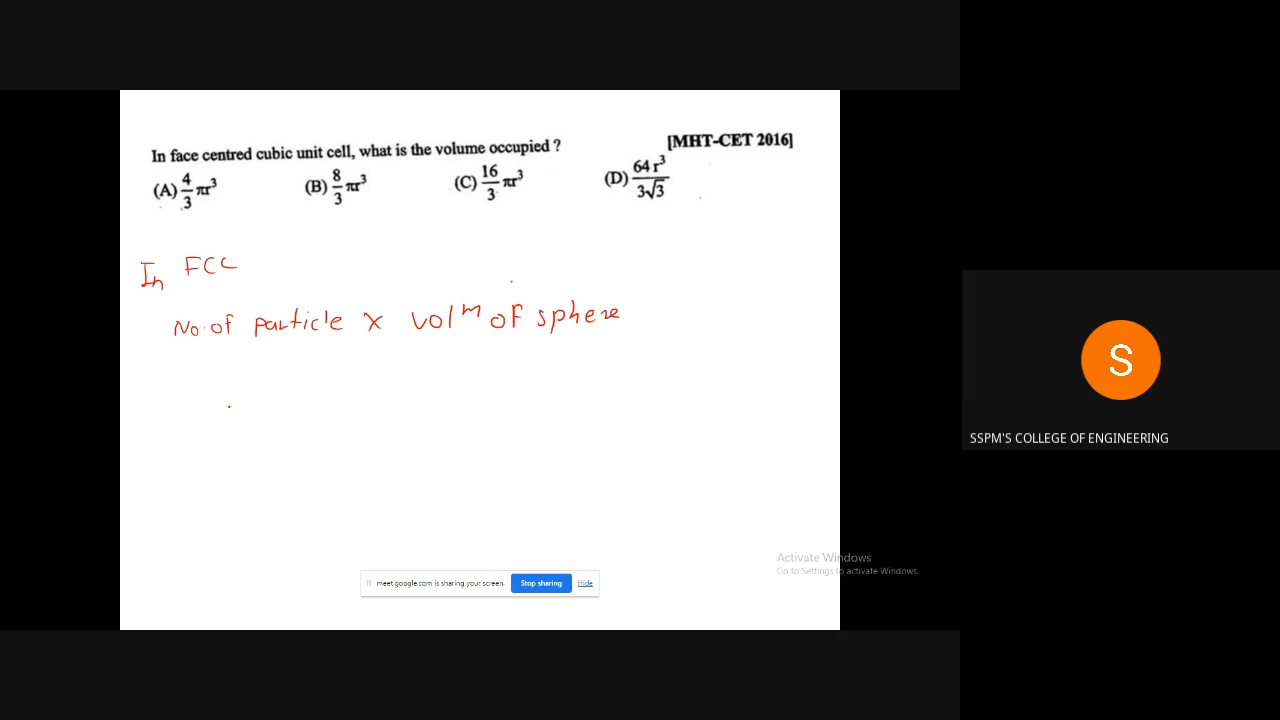 In face centred cubic unit cell, what is the volume occupied ? [MHT-CET 2016]
(A) 4/3 πr³ (B) 8/3 πr³ (C) 16/3 πr³ (D) 64 r³/3√3
In FCC
No. of particle x volᵐ of sphere
S
SSPM'S COLLEGE OF ENGINEERING
Activate Windows
Go to Settings to activate Windows.
meet.google.com is sharing your screen. Stop sharing Hide